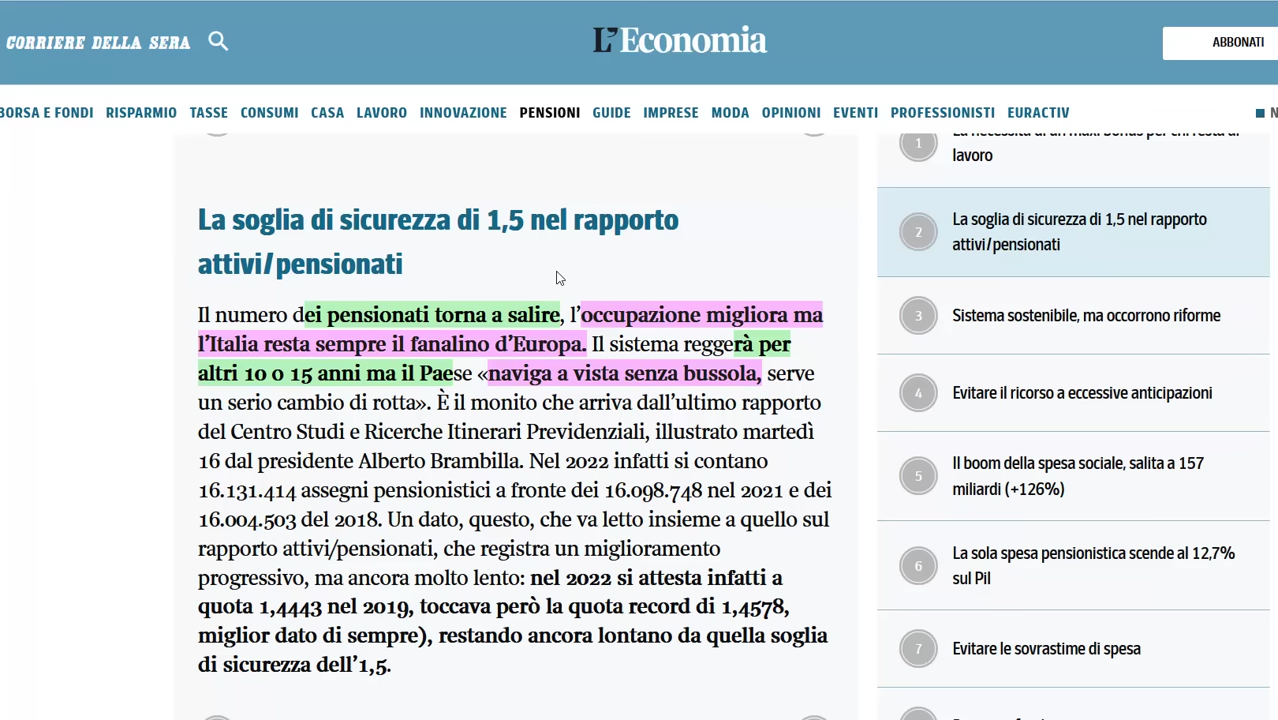 CORRIERE DELLA SERA
L'Economia
ABBONATI
BORSA E FONDI RISPARMIO TASSE CONSUMI CASA LAVORO INNOVAZIONE PENSIONI GUIDE IMPRESE MODA OPINIONI EVENTI PROFESSIONISTI EURACTIV
La soglia di sicurezza di 1,5 nel rapporto
attivi/pensionati
Il numero dei pensionati torna a salire, l’occupazione migliora ma
l’Italia resta sempre il fanalino d’Europa. Il sistema reggerà per
altri 10 o 15 anni ma il Paese «naviga a vista senza bussola, serve
un serio cambio di rotta». È il monito che arriva dall’ultimo rapporto
del Centro Studi e Ricerche Itinerari Previdenziali, illustrato martedì
16 dal presidente Alberto Brambilla. Nel 2022 infatti si contano
16.131.414 assegni pensionistici a fronte dei 16.098.748 nel 2021 e dei
16.004.503 del 2018. Un dato, questo, che va letto insieme a quello sul
rapporto attivi/pensionati, che registra un miglioramento
progressivo, ma ancora molto lento: nel 2022 si attesta infatti a
quota 1,4443 nel 2019, toccava però la quota record di 1,4578,
miglior dato di sempre), restando ancora lontano da quella soglia
di sicurezza dell’1,5.
1
La necessità di un maxi bonus per chi resta al
lavoro
2
La soglia di sicurezza di 1,5 nel rapporto
attivi/pensionati
3
Sistema sostenibile, ma occorrono riforme
4
Evitare il ricorso a eccessive anticipazioni
5
Il boom della spesa sociale, salita a 157
miliardi (+126%)
6
La sola spesa pensionistica scende al 12,7%
sul Pil
7
Evitare le sovrastime di spesa